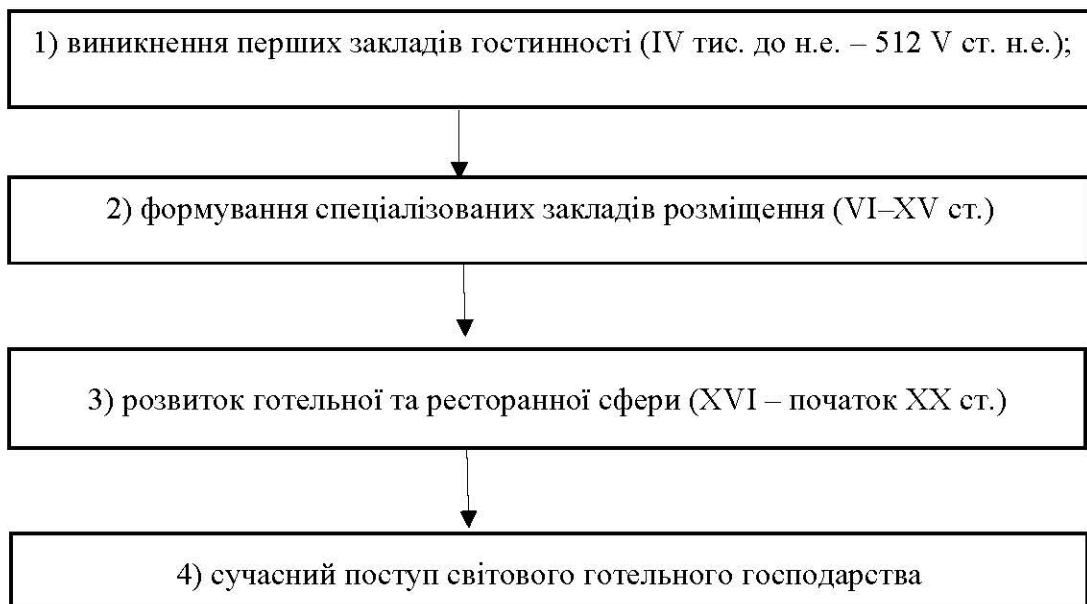 1) виникнення перших закладів гостинності (IV тис. до н.е. – 512 V ст. н.е.);
2) формування спеціалізованих закладів розміщення (VI–XV ст.)
3) розвиток готельної та ресторанної сфери (XVI – початок XX ст.)
4) сучасний поступ світового готельного господарства